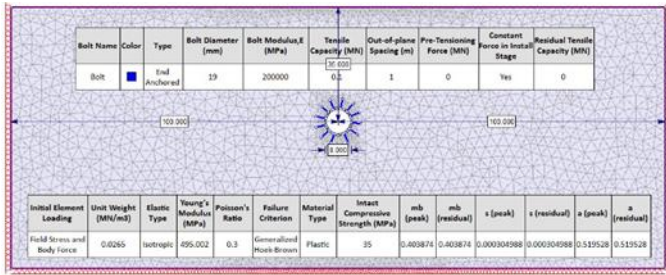 Bolt Name Color Type Bolt Diameter (mm) Bolt Modulus,E (MPa) Tensile Capacity (MN) Out-of-plane Spacing (m) Pre-Tensioning Force (MN) Constant Force in Install Stage Residual Tensile Capacity (MN)
Bolt End Anchored 19 200000 0.1 1 0 Yes 0
30.000
100.000 100.000
8.000
Initial Element Loading Unit Weight (MN/m3) Elastic Type Young's Modulus (MPa) Poisson's Ratio Failure Criterion Material Type Intact Compressive Strength (MPa) mb (peak) mb (residual) s (peak) s (residual) a (peak) a (residual)
Field Stress and Body Force 0.0265 Isotropic 495.002 0.3 Generalized Hoek-Brown Plastic 35 0.403874 0.403874 0.000304988 0.000304988 0.519528 0.519528